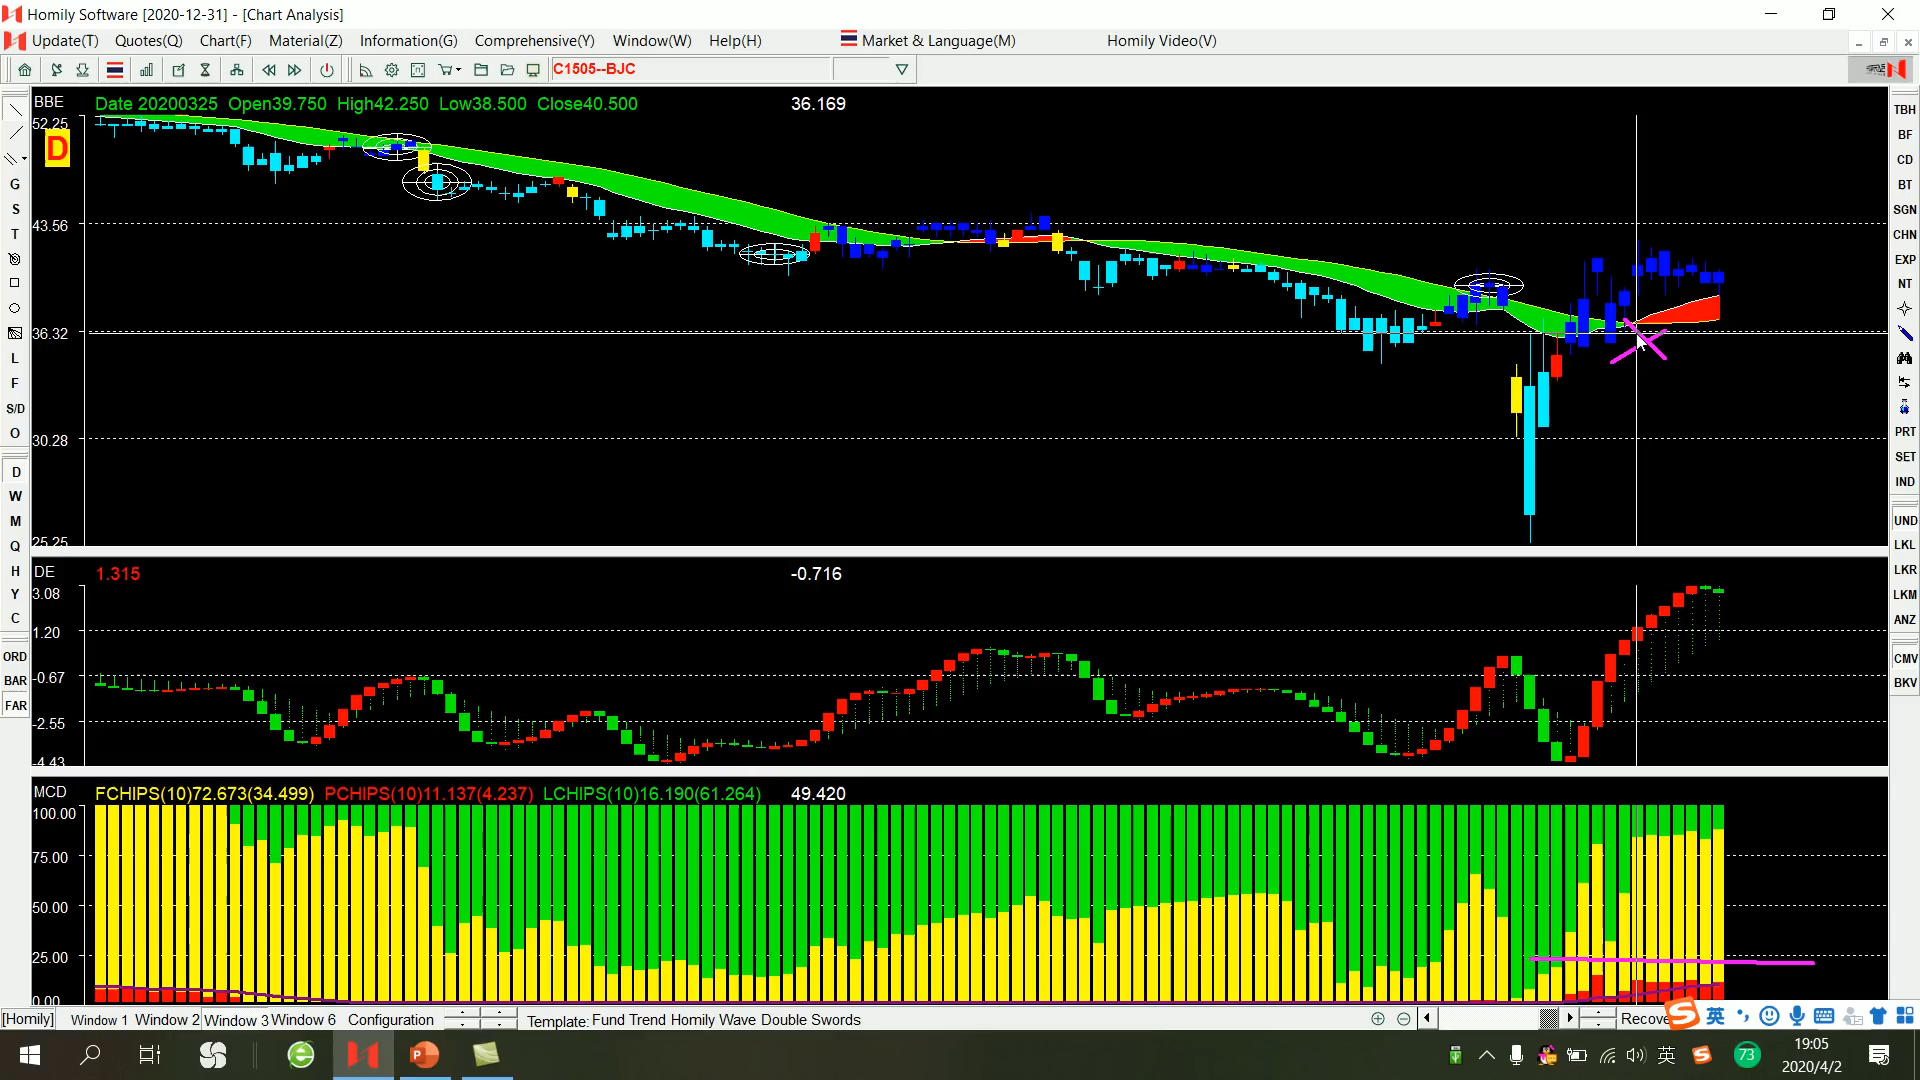 Homily Software [2020-12-31] - [Chart Analysis]
Update(T) Quotes(Q) Chart(F) Material(Z) Information(G) Comprehensive(Y) Window(W) Help(H) Market & Language(M) Homily Video(V)
C1505--BJC
BBE Date 20200325 Open39.750 High42.250 Low38.500 Close40.500 36.169
52.25
D
43.56
36.32
30.28
25.25
DE 1.315 -0.716
3.08
1.20
-0.67
-2.55
-4.43
MCD FCHIPS(10)72.673(34.499) PCHIPS(10)11.137(4.237) LCHIPS(10)16.190(61.264) 49.420
100.00
75.00
50.00
25.00
0.00
G
S
T
L
F
S/D
O
D
W
M
Q
H
Y
C
ORD
BAR
FAR
TBH
BF
CD
BT
SGN
CHN
EXP
NT
PRT
SET
IND
UND
LKL
LKR
LKM
ANZ
CMV
BKV
[Homily] Window 1 Window 2 Window 3 Window 6 Configuration Template: Fund Trend Homily Wave Double Swords Recove
S 英
英 S 73 19:05
2020/4/2